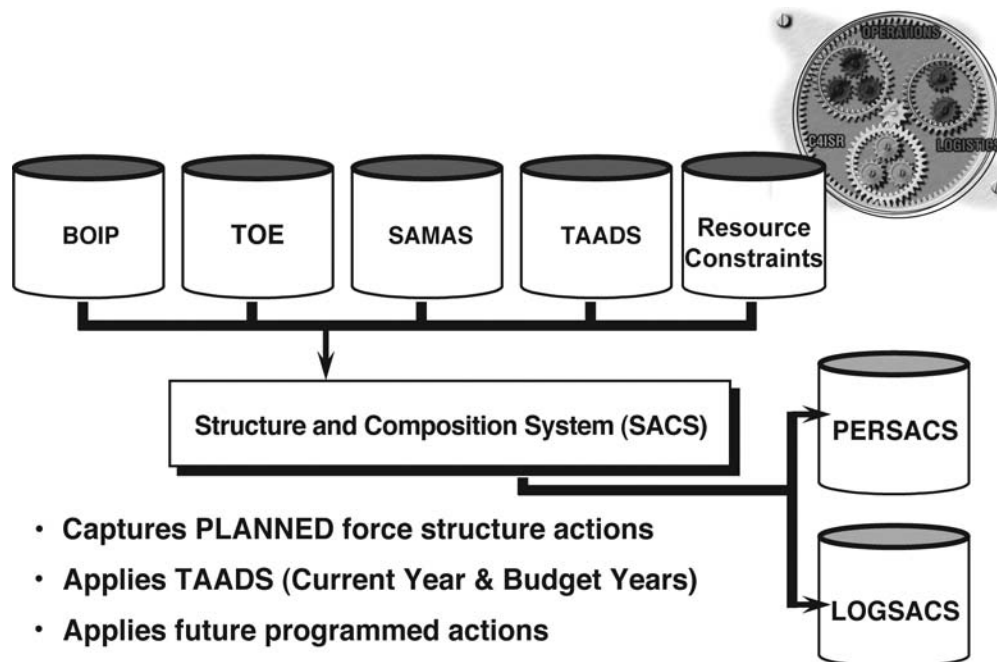 OPERATIONS
C4ISR
LOGISTICS
BOIP
TOE
SAMAS
TAADS
Resource
Constraints
Structure and Composition System (SACS)
PERSACS
LOGSACS
• Captures PLANNED force structure actions
• Applies TAADS (Current Year & Budget Years)
• Applies future programmed actions